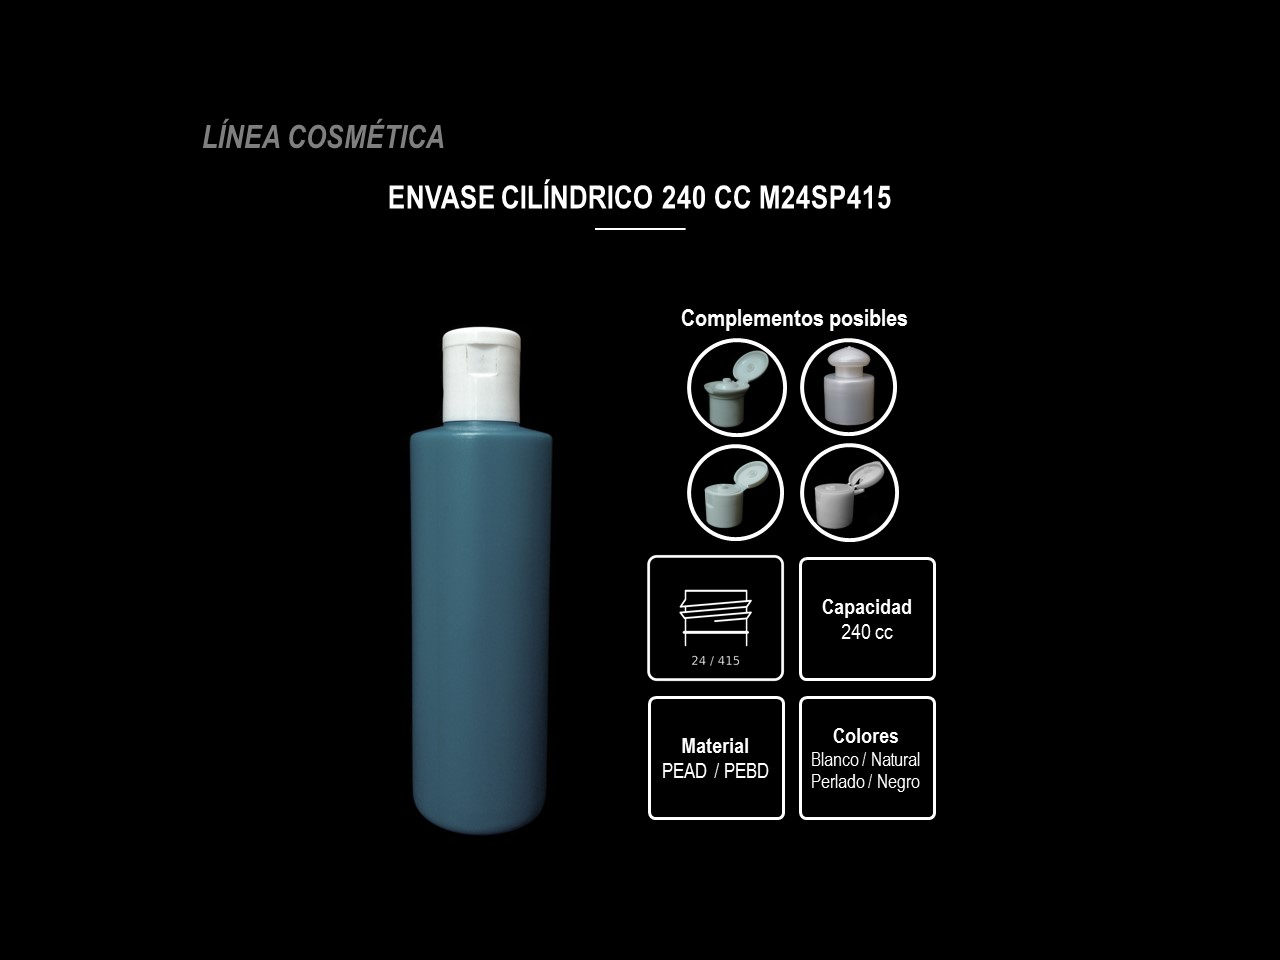 LÍNEA COSMÉTICA
ENVASE CILÍNDRICO 240 CC M24SP415
Complementos posibles
24 / 415
Capacidad
240 cc
Material
PEAD / PEBD
Colores
Blanco / Natural
Perlado / Negro